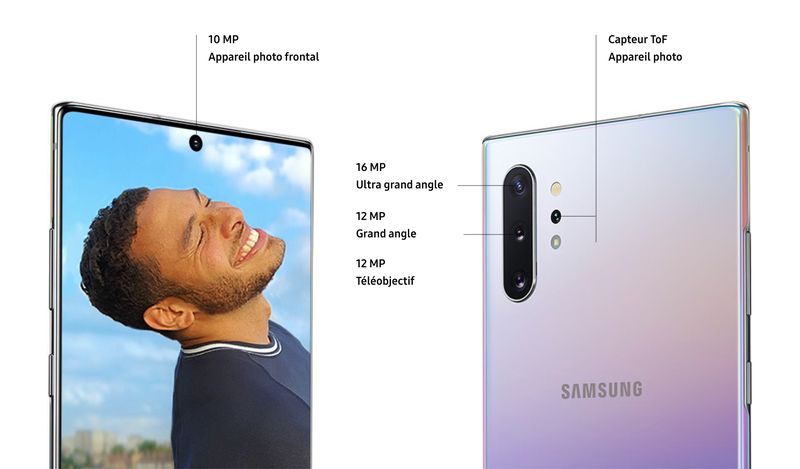 10 MP
Appareil photo frontal
Capteur ToF
Appareil photo
16 MP
Ultra grand angle
12 MP
Grand angle
12 MP
Téléobjectif
SAMSUNG